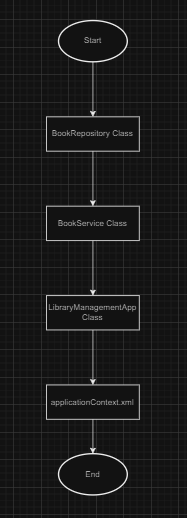 Start
BookRepository Class
BookService Class
LibraryManagementApp
Class
applicationContext.xml
End